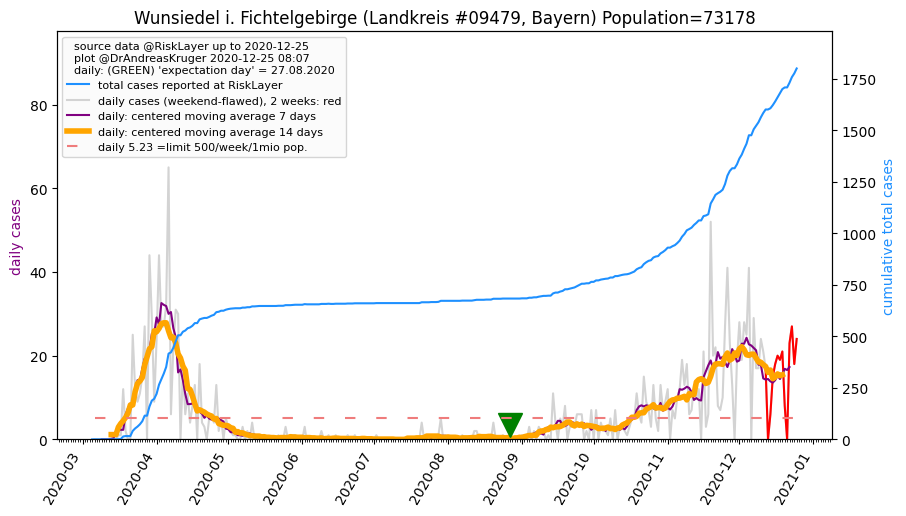 Wunsiedel i. Fichtelgebirge (Landkreis #09479, Bayern) Population=73178
source data @RiskLayer up to 2020-12-25
plot @DrAndreasKruger 2020-12-25 08:07
daily: (GREEN) 'expectation day' = 27.08.2020
total cases reported at RiskLayer
daily cases (weekend-flawed), 2 weeks: red
daily: centered moving average 7 days
daily: centered moving average 14 days
daily 5.23 =limit 500/week/1mio pop.
daily cases
80
60
40
20
0
cumulative total cases
1750
1500
1250
1000
750
500
250
0
2020-03
2020-04
2020-05
2020-06
2020-07
2020-08
2020-09
2020-10
2020-11
2020-12
2021-01